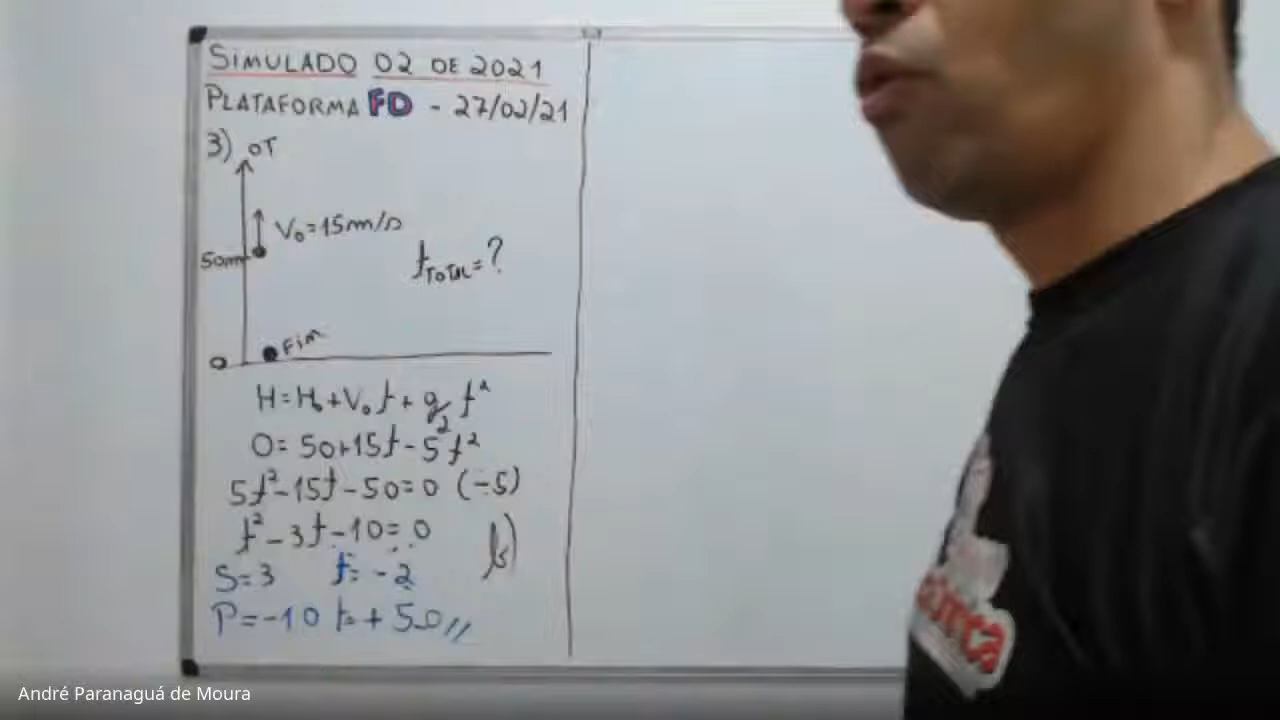 SIMULADO 02 DE 2021
PLATAFORMA FD - 27/02/21
3) OT
V₀=15m/s
50m
t TOTAL=?
Fim
0
H=H₀+V₀t+g/2 t²
0=50+15t-5t²
5t²-15t-50=0 (÷5)
t²-3t-10=0 b)
S=3 t=-2
P=-10 t=+5,0//
André Paranaguá de Moura